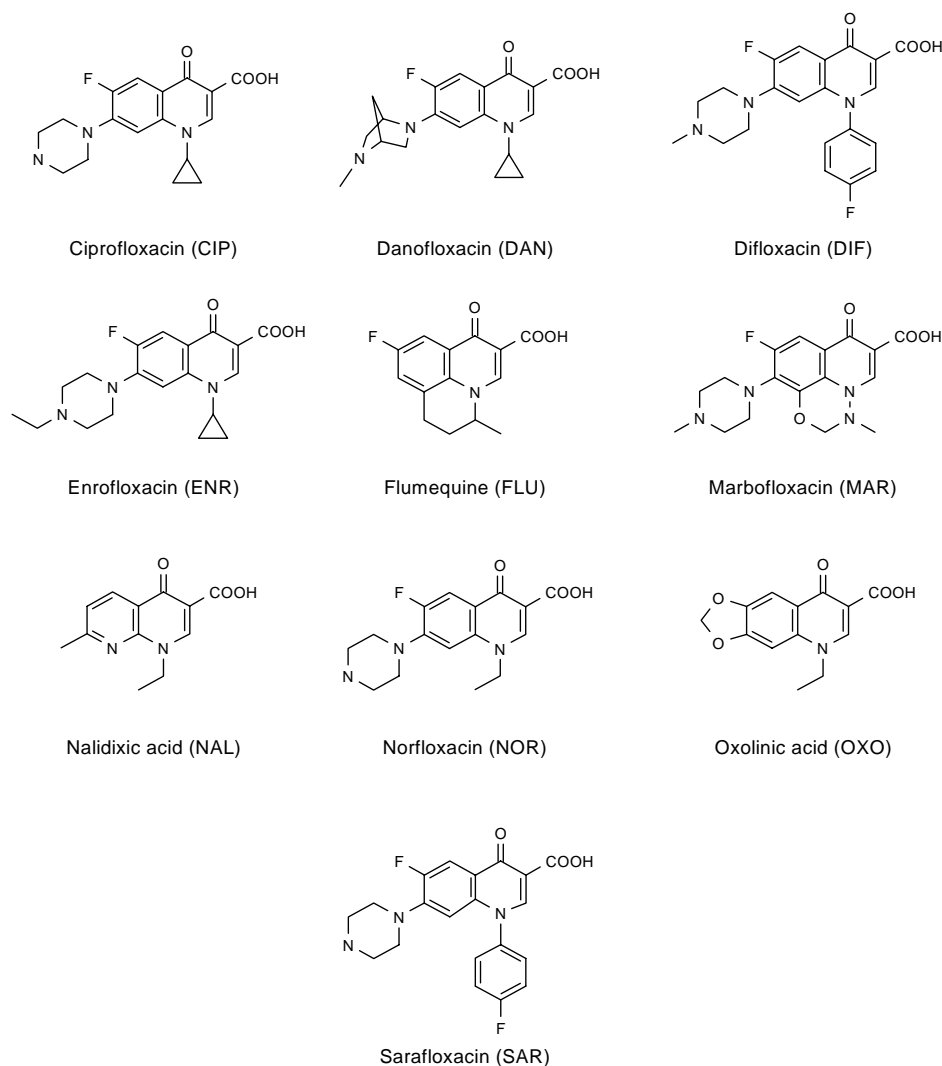 O
F
COOH
N
N
N
Ciprofloxacin (CIP)
O
F
COOH
N
N
N
Danofloxacin (DAN)
O
F
COOH
N
N
N
F
Difloxacin (DIF)
O
F
COOH
N
N
N
Enrofloxacin (ENR)
O
F
COOH
N
Flumequine (FLU)
O
F
COOH
N
N
N
O
N
Marbofloxacin (MAR)
O
COOH
N
N
Nalidixic acid (NAL)
O
F
COOH
N
N
N
Norfloxacin (NOR)
O
COOH
O
O
N
Oxolinic acid (OXO)
O
F
COOH
N
N
N
F
Sarafloxacin (SAR)